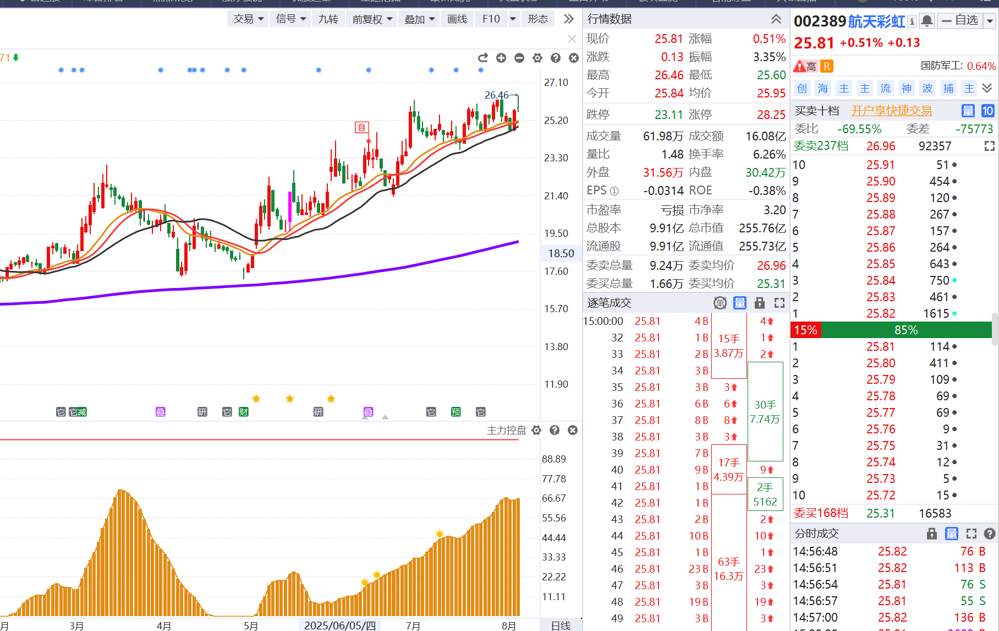 交易 信号 九转 前复权 叠加 画线 F10 形态
71
27.10
26.46→
25.20
自
23.30
21.40
19.50
18.50
17.60
15.70
13.80
11.90
它 它 减 叠 研 它 财 研 叠 它 预 它
主力控盘
88.89
77.78
66.67
55.56
44.44
33.33
22.22
11.11
月 3月 4月 5月 2025/06/05/四 7月 8月 日线
行情数据
现价 25.81 涨幅 0.51%
涨跌 0.13 振幅 3.35%
最高 26.46 最低 25.60
今开 25.84 均价 25.95
跌停 23.11 涨停 28.25
成交量 61.98万 成交额 16.08亿
量比 1.48 换手率 6.26%
外盘 31.56万 内盘 30.42万
EPS ① -0.0314 ROE -0.38%
市盈率 亏损 市净率 3.20
总股本 9.91亿 总市值 255.76亿
流通股 9.91亿 流通值 255.73亿
委卖总量 9.24万 委卖均价 26.96
委买总量 1.66万 委买均价 25.31
逐笔成交 单 量
15:00:00 25.81 4B 4
32 25.81 1B 15手 1
33 25.81 2B 3.87万 2
34 25.81 3B
35 25.81 3B 3
36 25.81 6B 6 30手
37 25.81 8B 8 7.74万
38 25.81 3B 3
39 25.81 7B 17手
40 25.81 9B 4.39万 9
41 25.81 1B 2手
42 25.81 1B 5162
43 25.81 2B 2
44 25.81 10B 10
45 25.81 1B 63手 1
46 25.81 23B 16.3万 23
47 25.81 3B 3
48 25.81 19B 19
49 25.81 3B 3
002389 航天彩虹 自选
25.81 +0.51% +0.13
高 R 国防军工: 0.64%
创 海 主 主 流 神 波 捕 主
买卖十档 开户享快捷交易 量 10
委比 -69.55% 委差 -75773
委卖237档 26.96 92357
10 25.91 51
9 25.90 454
8 25.89 120
7 25.88 267
6 25.87 157
5 25.86 264
4 25.85 643
3 25.84 750
2 25.83 461
1 25.82 1615
15% 85%
1 25.81 114
2 25.80 411
3 25.79 109
4 25.78 69
5 25.77 69
6 25.76 9
7 25.75 31
8 25.74 12
9 25.73 5
10 25.72 15
委买168档 25.31 16583
分时成交 量
14:56:48 25.82 76 B
14:56:51 25.82 113 B
14:56:54 25.81 76 S
14:56:57 25.81 55 S
14:57:00 25.82 136 B